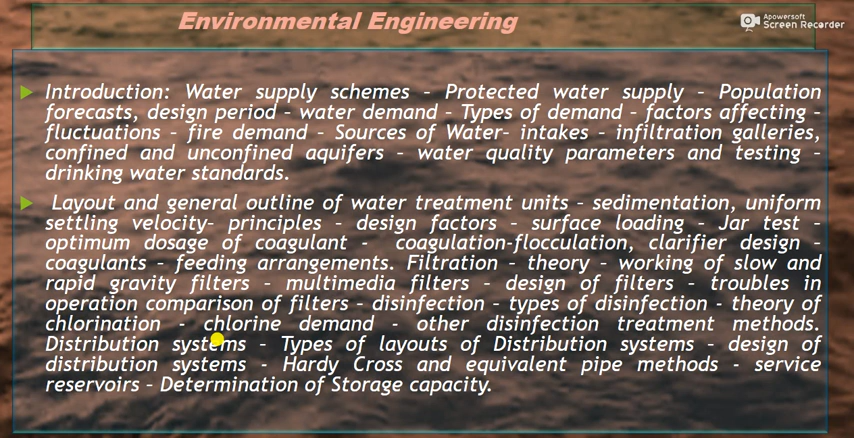 Environmental Engineering
Apowersoft
Screen Recorder
Introduction: Water supply schemes – Protected water supply – Population
forecasts, design period – water demand – Types of demand – factors affecting –
fluctuations – fire demand – Sources of Water– intakes – infiltration galleries,
confined and unconfined aquifers – water quality parameters and testing –
drinking water standards.
Layout and general outline of water treatment units – sedimentation, uniform
settling velocity– principles – design factors – surface loading – Jar test –
optimum dosage of coagulant - coagulation-flocculation, clarifier design –
coagulants – feeding arrangements. Filtration – theory – working of slow and
rapid gravity filters - multimedia filters – design of filters – troubles in
operation comparison of filters – disinfection – types of disinfection - theory of
chlorination - chlorine demand - other disinfection treatment methods.
Distribution systems – Types of layouts of Distribution systems – design of
distribution systems - Hardy Cross and equivalent pipe methods - service
reservoirs – Determination of Storage capacity.